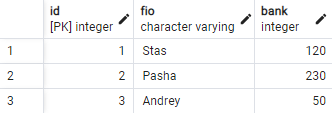 id fio bank
[PK] integer character varying integer
1 1 Stas 120
2 2 Pasha 230
3 3 Andrey 50